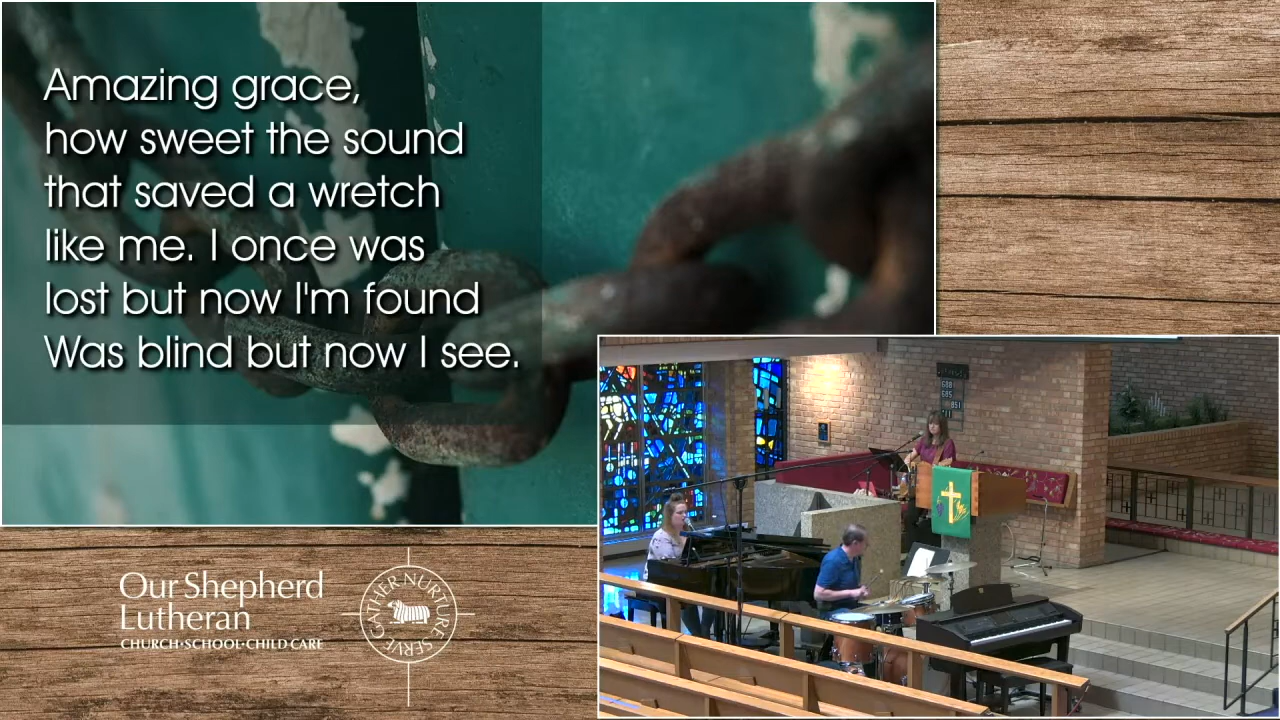 Amazing grace,
how sweet the sound
that saved a wretch
like me. I once was
lost but now I'm found
Was blind but now I see.
Our Shepherd
Lutheran
CHURCH•SCHOOL•CHILD CARE
GATHER NURTURE SERVE